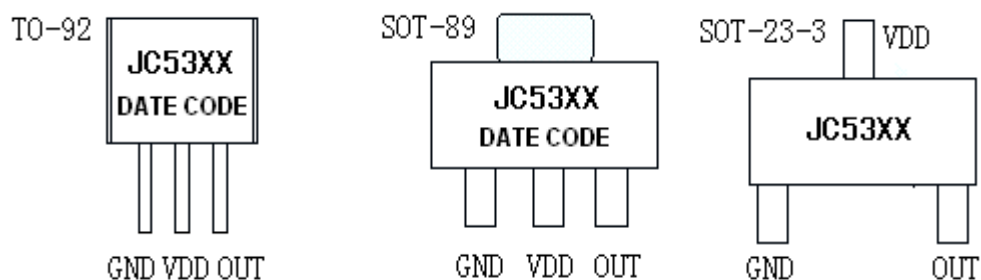 TO-92
JC53XX
DATE CODE
GND VDD OUT
SOT-89
JC53XX
DATE CODE
GND VDD OUT
SOT-23-3
VDD
JC53XX
GND OUT